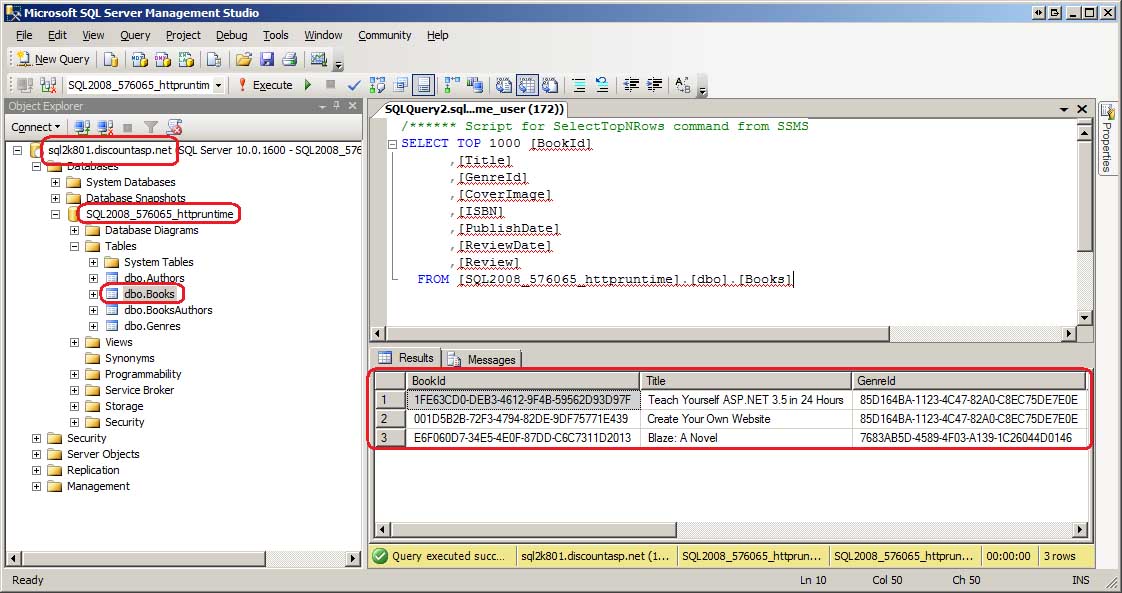 Microsoft SQL Server Management Studio
File Edit View Query Project Debug Tools Window Community Help
New Query
SQL2008_576065_httpruntim Execute
Object Explorer
Connect
sql2k801.discountasp.net (SQL Server 10.0.1600 - SQL2008_576
Databases
System Databases
Database Snapshots
SQL2008_576065_httpruntime
Database Diagrams
Tables
System Tables
dbo.Authors
dbo.Books
dbo.BooksAuthors
dbo.Genres
Views
Synonyms
Programmability
Service Broker
Storage
Security
Security
Server Objects
Replication
Management
SQLQuery2.sql...me_user (172))
/****** Script for SelectTopNRows command from SSMS
SELECT TOP 1000 [BookId]
,[Title]
,[GenreId]
,[CoverImage]
,[ISBN]
,[PublishDate]
,[ReviewDate]
,[Review]
FROM [SQL2008_576065_httpruntime].[dbo].[Books]
Properties
Results Messages
BookId Title GenreId
1 1FE63CD0-DEB3-4612-9F4B-59562D93D97F Teach Yourself ASP.NET 3.5 in 24 Hours 85D164BA-1123-4C47-82A0-C8EC75DE7E0E
2 001D5B2B-72F3-4794-82DE-9DF75771E439 Create Your Own Website 85D164BA-1123-4C47-82A0-C8EC75DE7E0E
3 E6F060D7-34E5-4E0F-87DD-C6C7311D2013 Blaze: A Novel 7683AB5D-4589-4F03-A139-1C26044D0146
Query executed succ... sql2k801.discountasp.net (1... SQL2008_576065_httprun... SQL2008_576065_httprun... 00:00:00 3 rows
Ready Ln 10 Col 50 Ch 50 INS